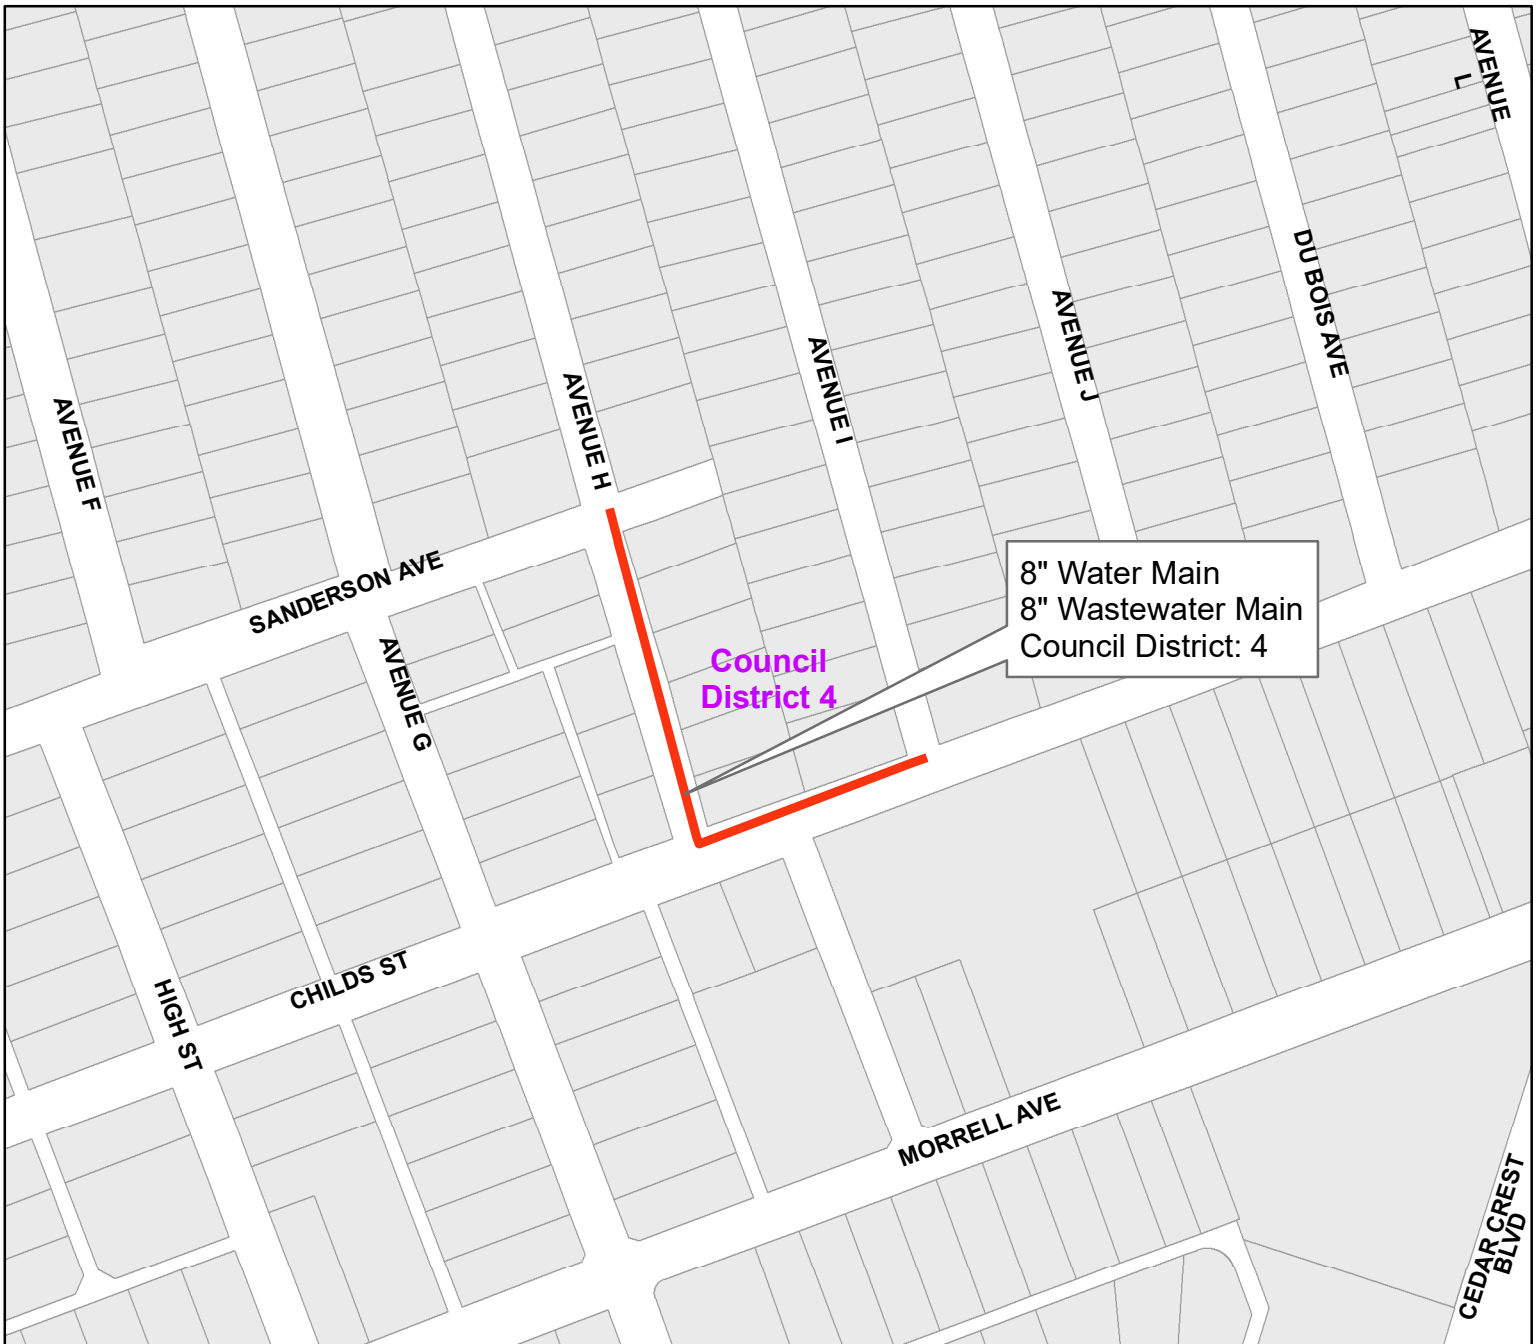 AVENUE
L
DU BOIS AVE
AVENUE J
AVENUE I
AVENUE H
AVENUE F
SANDERSON AVE
8" Water Main
8" Wastewater Main
Council District: 4
Council
District 4
AVENUE G
CHILDS ST
HIGH ST
MORRELL AVE
CEDAR CREST
BLVD